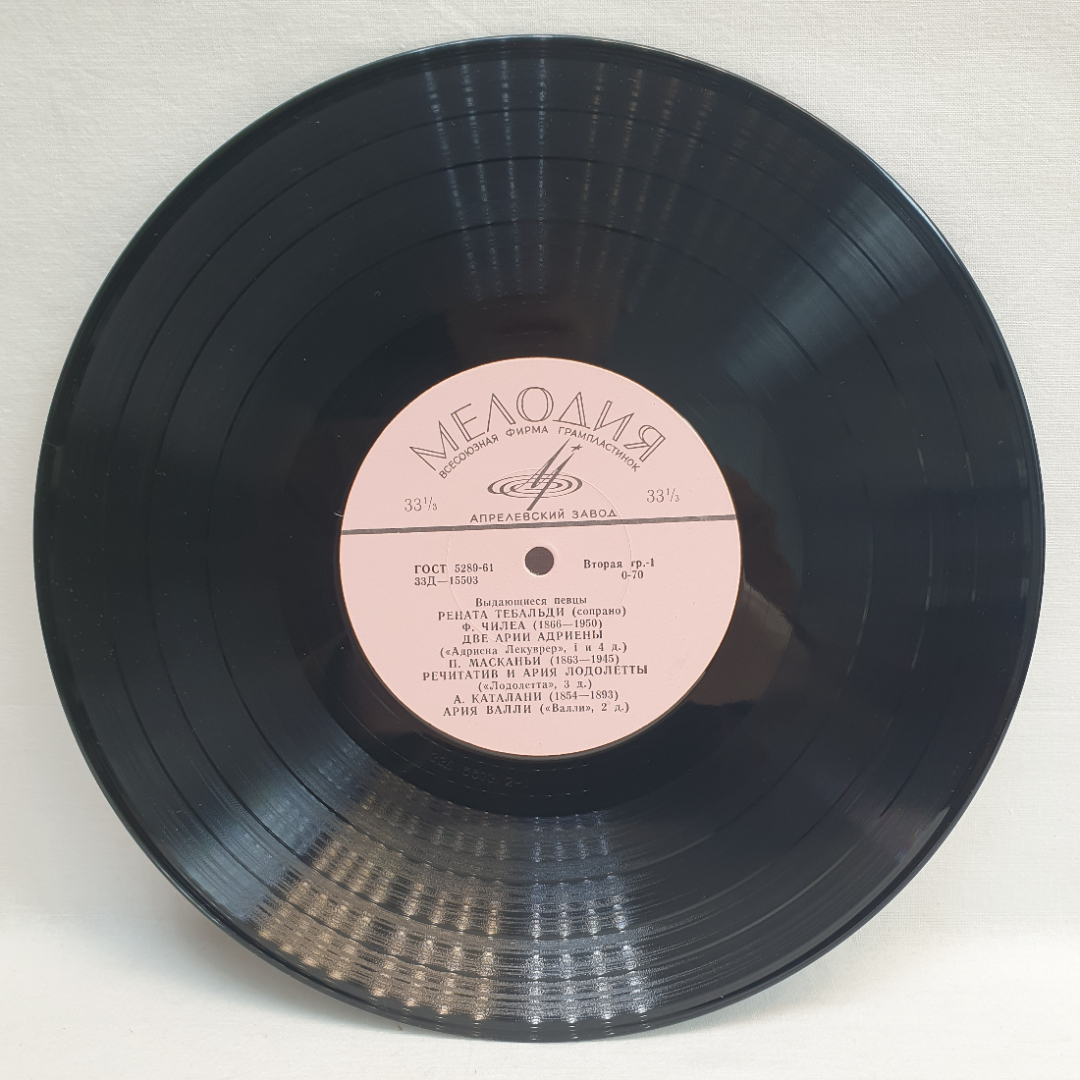 МЕЛОДИЯ
ВСЕСОЮЗНАЯ ФИРМА ГРАМПЛАСТИНОК
33⅓ 33⅓
АПРЕЛЕВСКИЙ ЗАВОД
ГОСТ 5289-61 Вторая гр.-1
33Д—15503 0-70
Выдающиеся певцы
РЕНАТА ТЕБАЛЬДИ (сопрано)
Ф. ЧИЛЕА (1866—1950)
ДВЕ АРИИ АДРИЕНЫ
(«Адриена Лекуврер», 1 и 4 д.)
П. МАСКАНЬИ (1863—1945)
РЕЧИТАТИВ И АРИЯ ЛОДОЛЕТТЫ
(«Лодолетта», 3 д.)
А. КАТАЛАНИ (1854—1893)
АРИЯ ВАЛЛИ («Валли», 2 д.)